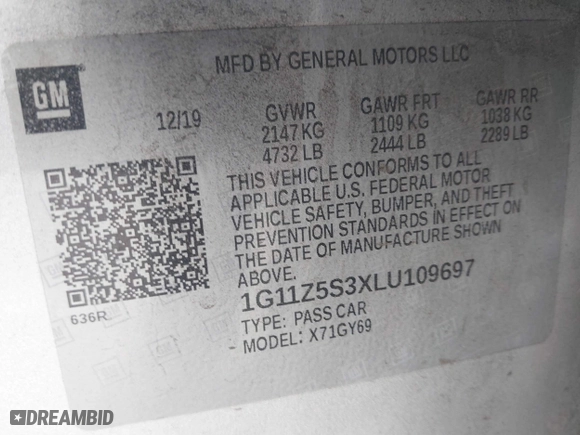 MFD BY GENERAL MOTORS LLC
GM
12/19
GVWR GAWR FRT GAWR RR
2147 KG 1109 KG 1038 KG
4732 LB 2444 LB 2289 LB
THIS VEHICLE CONFORMS TO ALL
APPLICABLE U.S. FEDERAL MOTOR
VEHICLE SAFETY, BUMPER, AND THEFT
PREVENTION STANDARDS IN EFFECT ON
THE DATE OF MANUFACTURE SHOWN
ABOVE.
1G11Z5S3XLU109697
636R
TYPE: PASS CAR
MODEL: X71GY69
DREAMBID